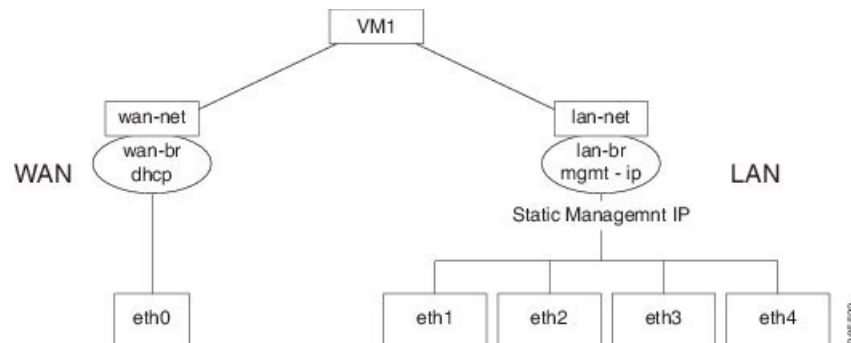 VM1
wan-net
lan-net
wan-br
dhcp
lan-br
mgmt - ip
WAN
LAN
Static Managemnt IP
eth0
eth1
eth2
eth3
eth4